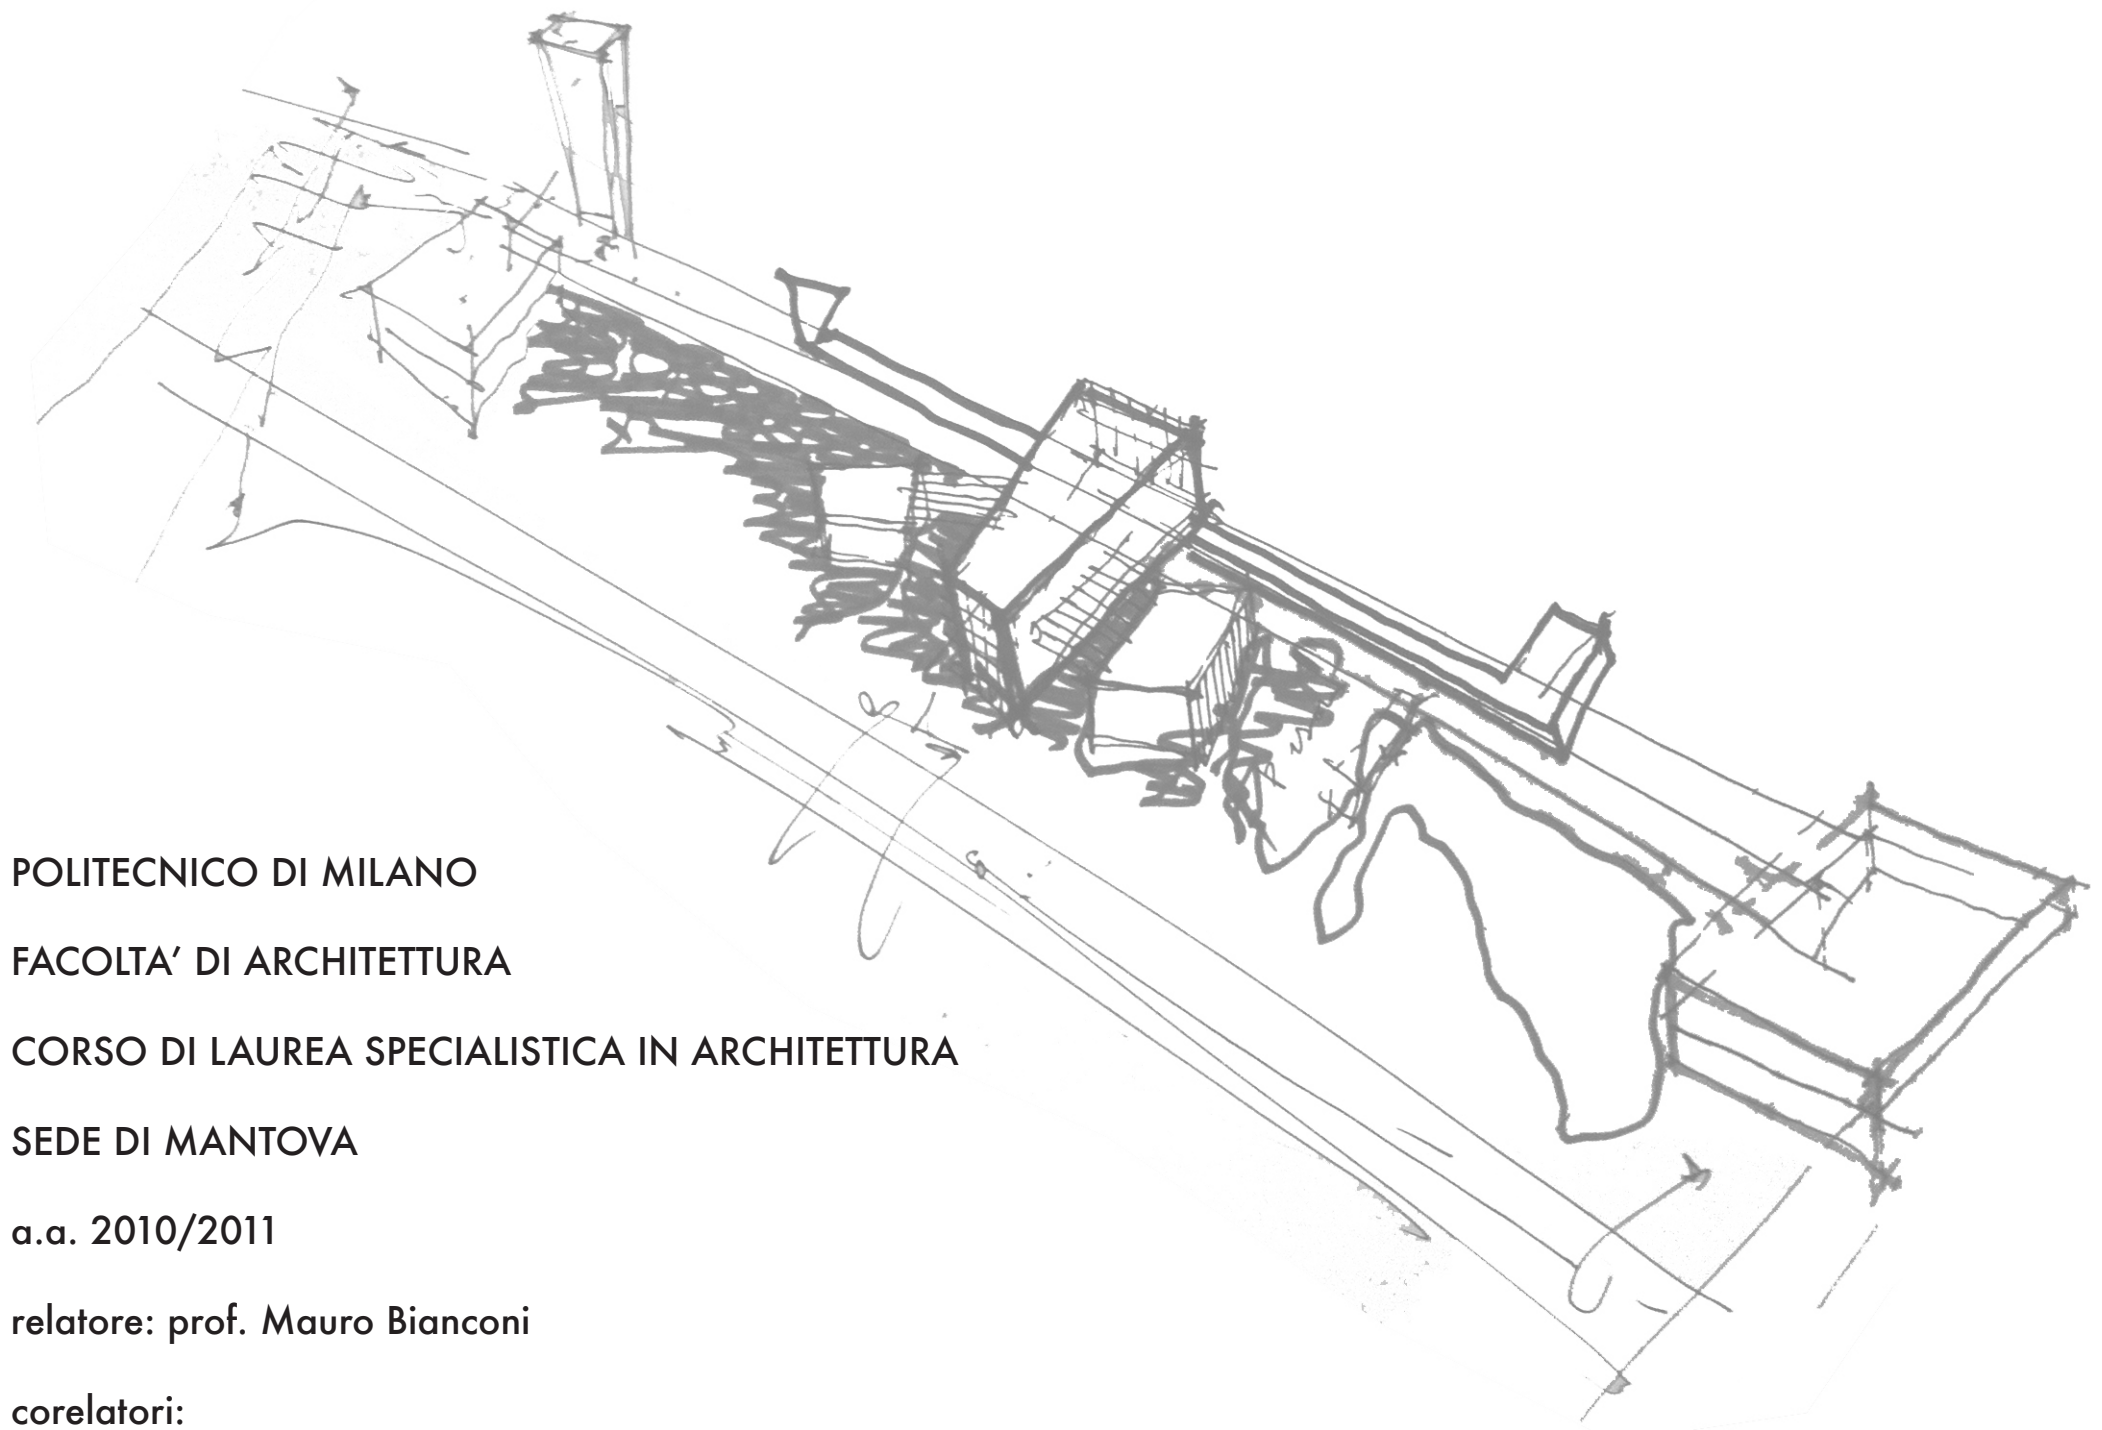 POLITECNICO DI MILANO
FACOLTA’ DI ARCHITETTURA
CORSO DI LAUREA SPECIALISTICA IN ARCHITETTURA
SEDE DI MANTOVA
a.a. 2010/2011
relatore: prof. Mauro Bianconi
corelatori: